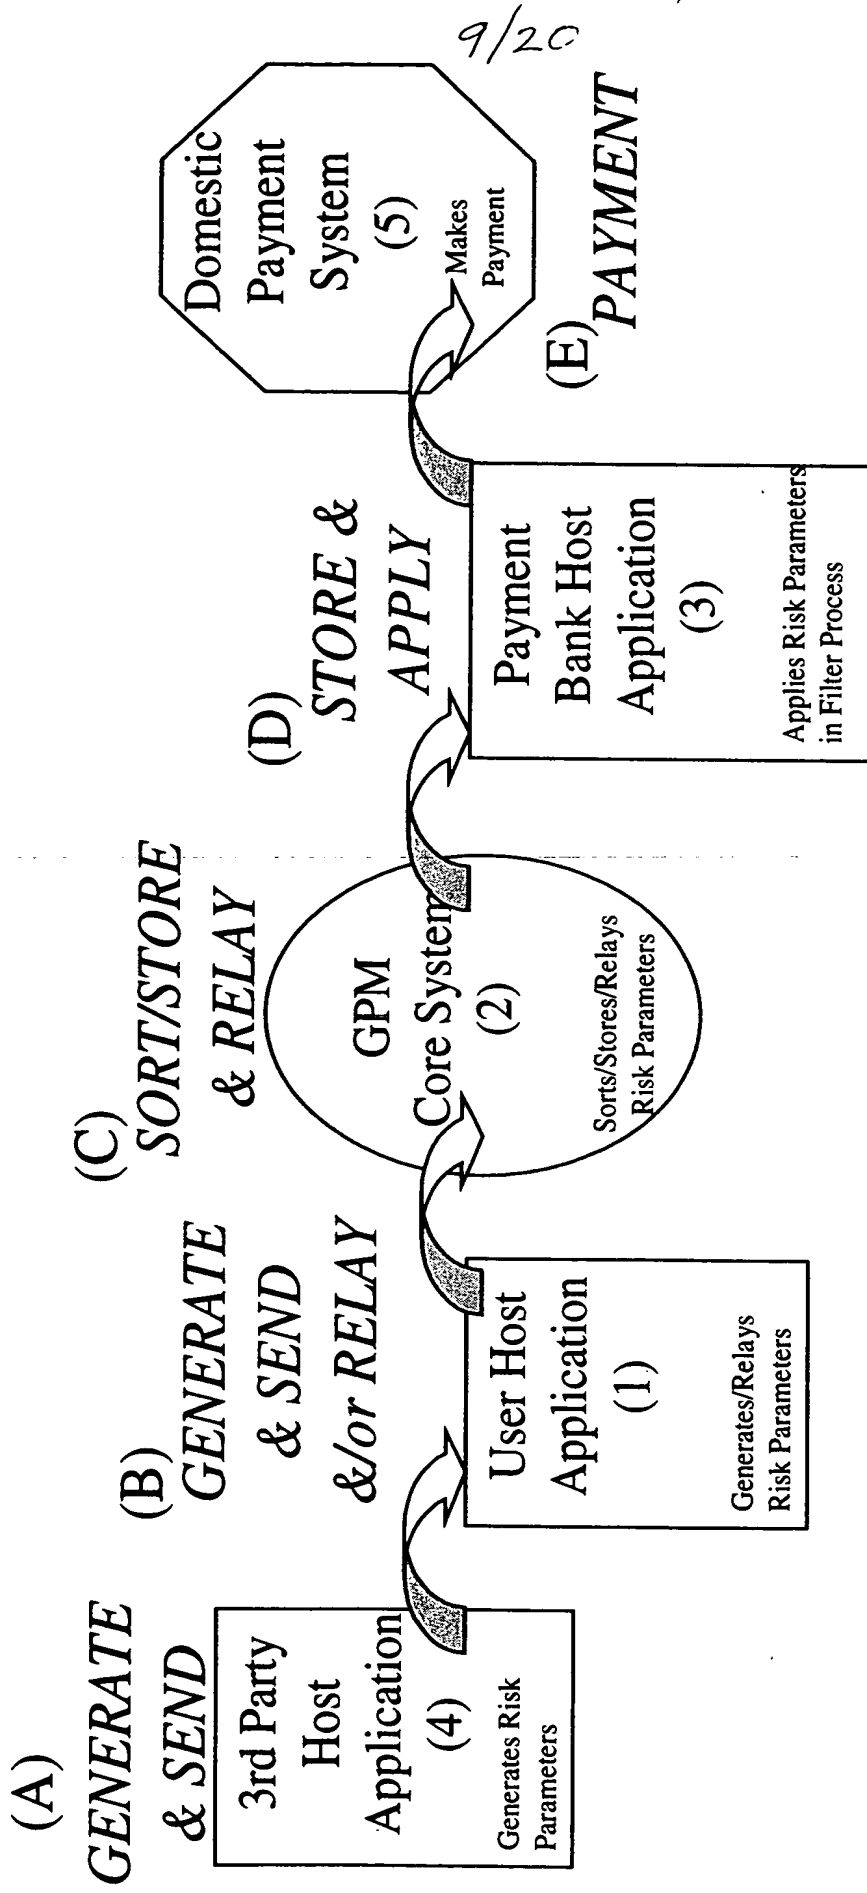 9/20
(A)
GENERATE
& SEND
3rd Party
Host
Application
(4)
Generates Risk
Parameters
(B)
GENERATE
& SEND
&/or RELAY
User Host
Application
(1)
Generates/Relays
Risk Parameters
(C)
SORT/STORE
& RELAY
GPM
Core System
(2)
Sorts/Stores/Relays
Risk Parameters
(D)
STORE &
APPLY
Payment
Bank Host
Application
(3)
Applies Risk Parameters
in Filter Process
Domestic
Payment
System
(5)
Makes
Payment
(E)
PAYMENT